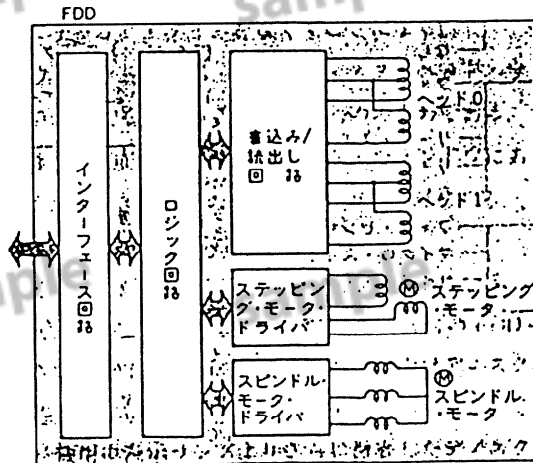 FDD
インターフェース回路
ロジック回路
書込み/
読出し
回路
ヘッド0
ヘッド1
ステッピン
グ・モータ・
ドライバ
M ステッピング
・モータ
スピンドル・
モータ・
ドライバ
M
スピンドル
・モータ
sample
sample